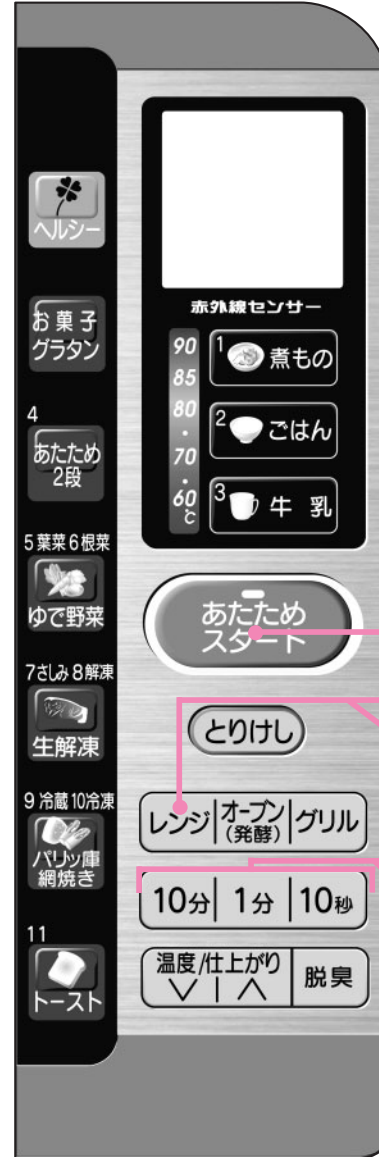 ヘルシー
お菓子
グラタン
4
あたため
2段
5葉菜6根菜
ゆで野菜
7さしみ8解凍
生解凍
9冷蔵10冷凍
パリッ庫
網焼き
11
トースト
赤外線センサー
90
85
80
・
70
・
60
℃
1 煮もの
2 ごはん
3 牛乳
あたため
スタート
とりけし
レンジ オーブン(発酵) グリル
10分 1分 10秒
温度/仕上がり 脱臭